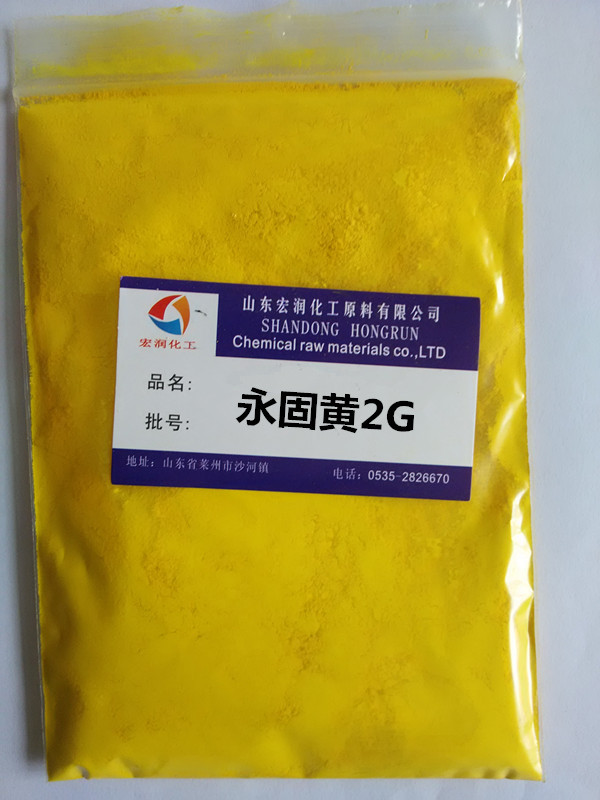 山东宏润化工原料有限公司
SHANDONG HONGRUN
Chemical raw materials co.,LTD
宏润化工
品名:
批号:
永固黄2G
地址：山东省莱州市沙河镇
电话：0535-2826670